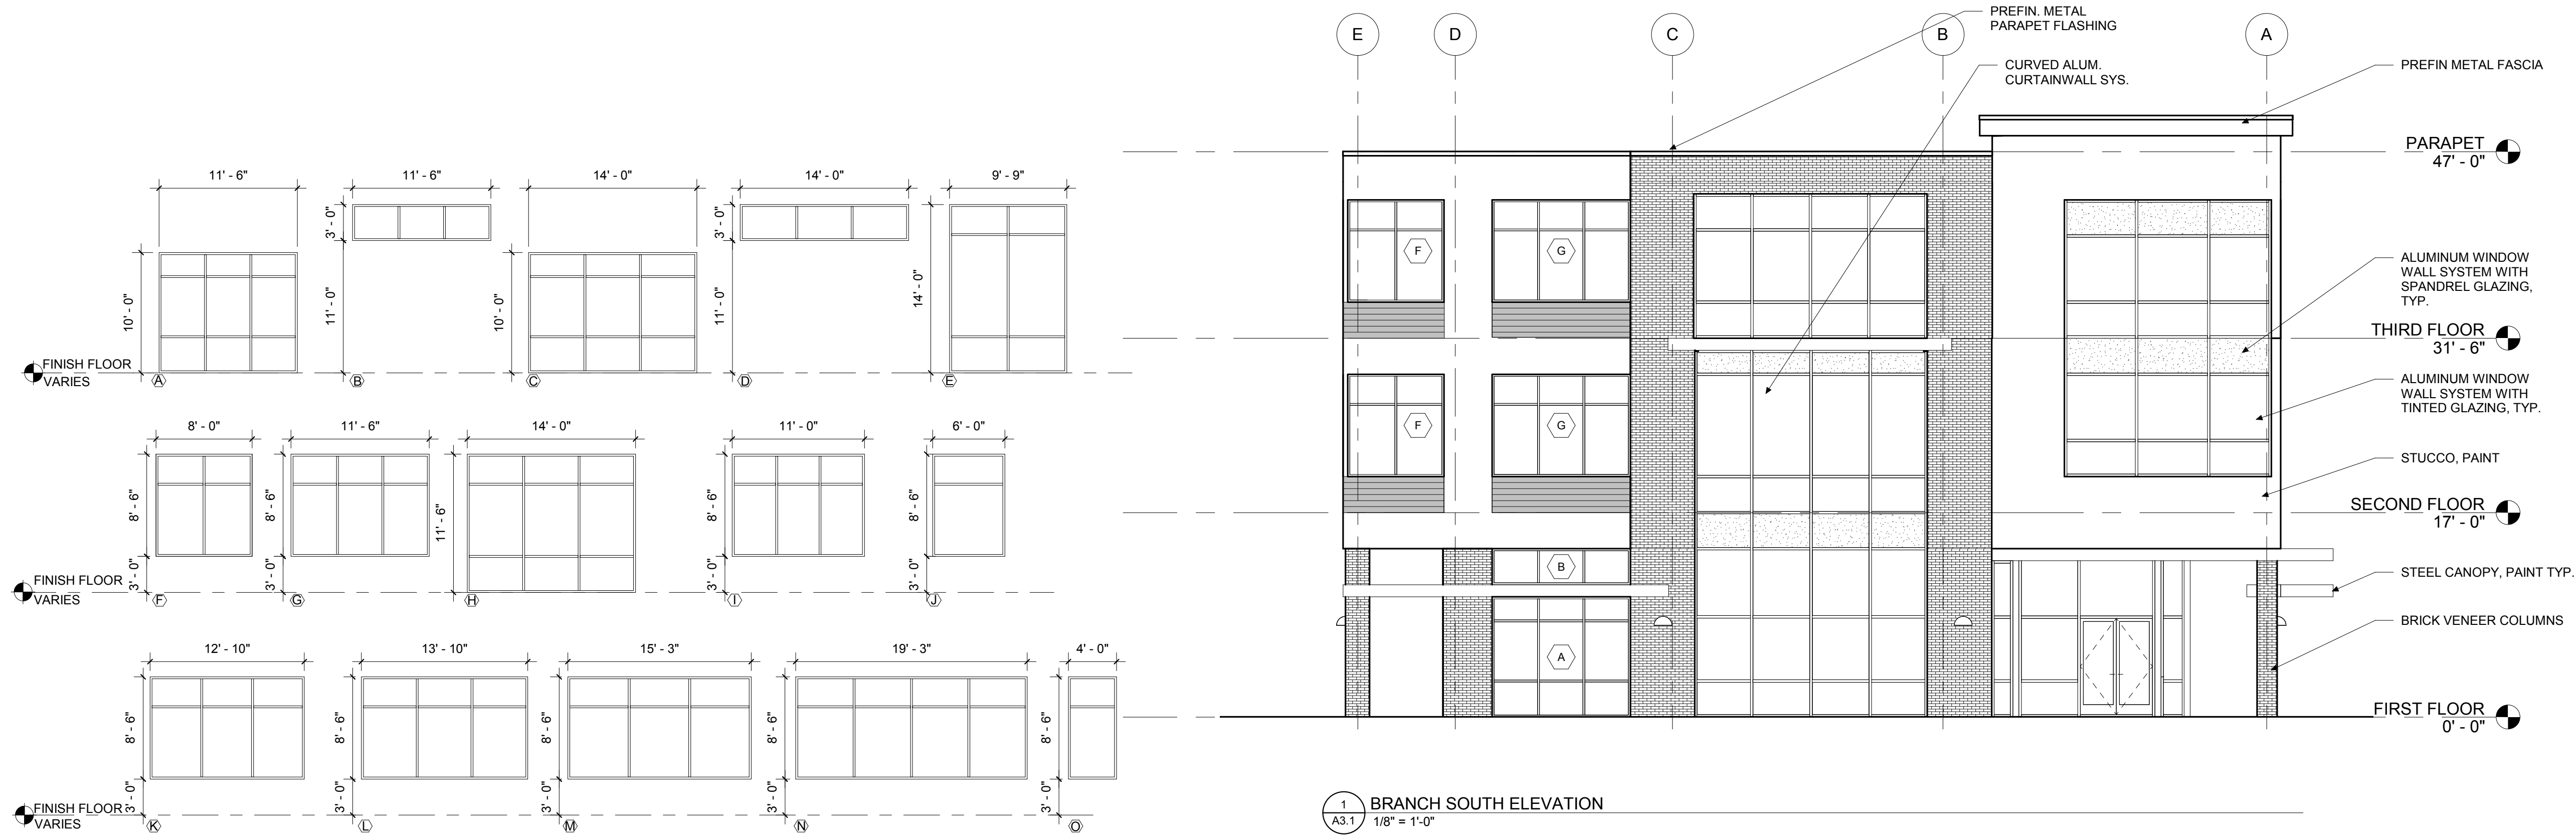 11' - 6"
11' - 6"
14' - 0"
14' - 0"
9' - 9"
3' - 0"
3' - 0"
10' - 0"
11' - 0"
10' - 0"
11' - 0"
14' - 0"
FINISH FLOOR
VARIES
A
B
C
D
E
8' - 0"
11' - 6"
14' - 0"
11' - 0"
6' - 0"
8' - 6"
8' - 6"
11' - 6"
8' - 6"
8' - 6"
3' - 0"
3' - 0"
3' - 0"
3' - 0"
FINISH FLOOR
VARIES
F
G
H
I
J
12' - 10"
13' - 10"
15' - 3"
19' - 3"
4' - 0"
8' - 6"
8' - 6"
8' - 6"
8' - 6"
8' - 6"
3' - 0"
3' - 0"
3' - 0"
3' - 0"
3' - 0"
FINISH FLOOR
VARIES
K
L
M
N
O
E
D
C
B
A
PREFIN. METAL
PARAPET FLASHING
CURVED ALUM.
CURTAINWALL SYS.
PREFIN METAL FASCIA
PARAPET
47' - 0"
F
G
ALUMINUM WINDOW
WALL SYSTEM WITH
SPANDREL GLAZING,
TYP.
THIRD FLOOR
31' - 6"
ALUMINUM WINDOW
WALL SYSTEM WITH
TINTED GLAZING, TYP.
F
G
STUCCO, PAINT
SECOND FLOOR
17' - 0"
B
STEEL CANOPY, PAINT TYP.
BRICK VENEER COLUMNS
A
FIRST FLOOR
0' - 0"
1
A3.1
BRANCH SOUTH ELEVATION
1/8" = 1'-0"